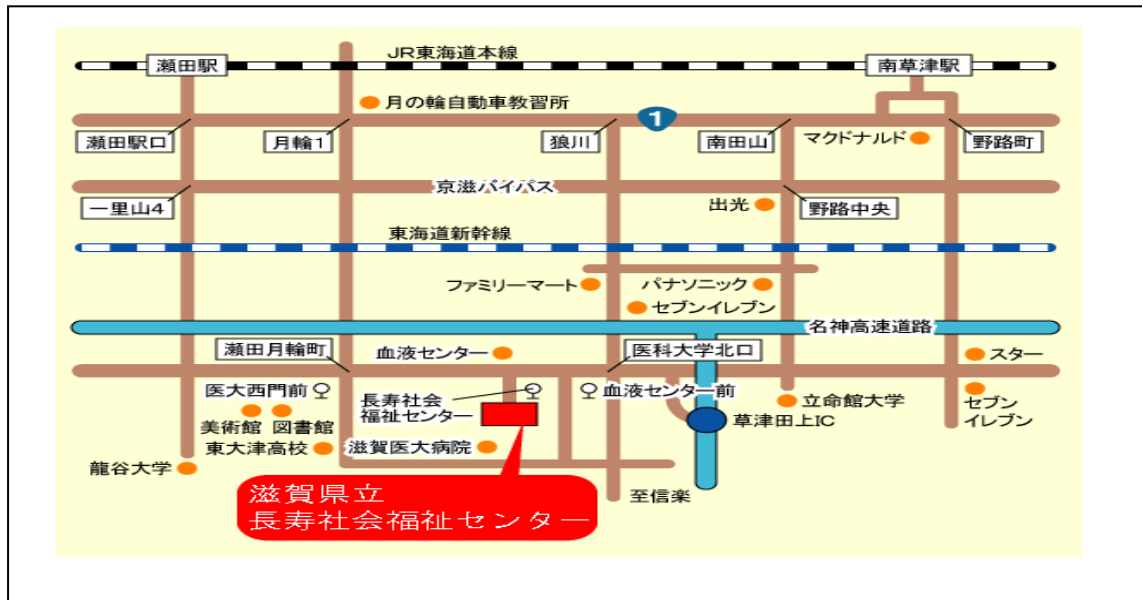 JR東海道本線
瀬田駅
南草津駅
月の輪自動車教習所
1
瀬田駅口
月輪1
狼川
南田山
マクドナルド
野路町
京滋バイパス
一里山4
出光
野路中央
東海道新幹線
ファミリーマート
パナソニック
セブンイレブン
名神高速道路
瀬田月輪町
血液センター
医科大学北口
スター
医大西門前
長寿社会
福祉センター
血液センター前
立命館大学
セブン
イレブン
美術館
図書館
草津田上IC
東大津高校
滋賀医大病院
龍谷大学
至信楽
滋賀県立
長寿社会福祉センター